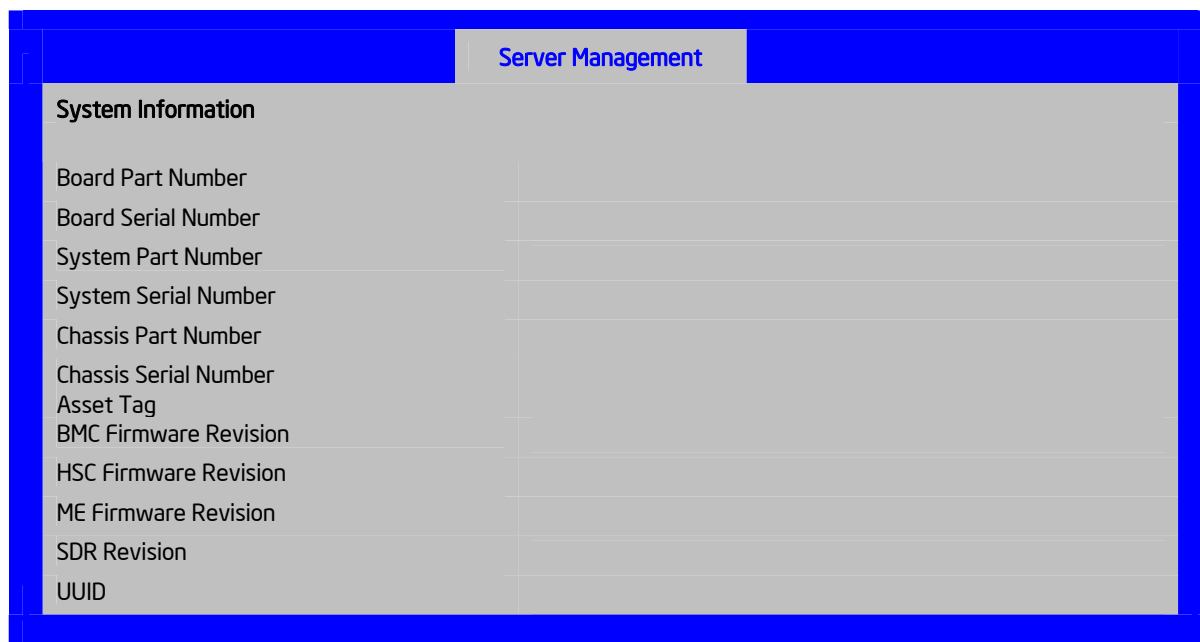 Server Management
System Information
Board Part Number
Board Serial Number
System Part Number
System Serial Number
Chassis Part Number
Chassis Serial Number
Asset Tag
BMC Firmware Revision
HSC Firmware Revision
ME Firmware Revision
SDR Revision
UUID